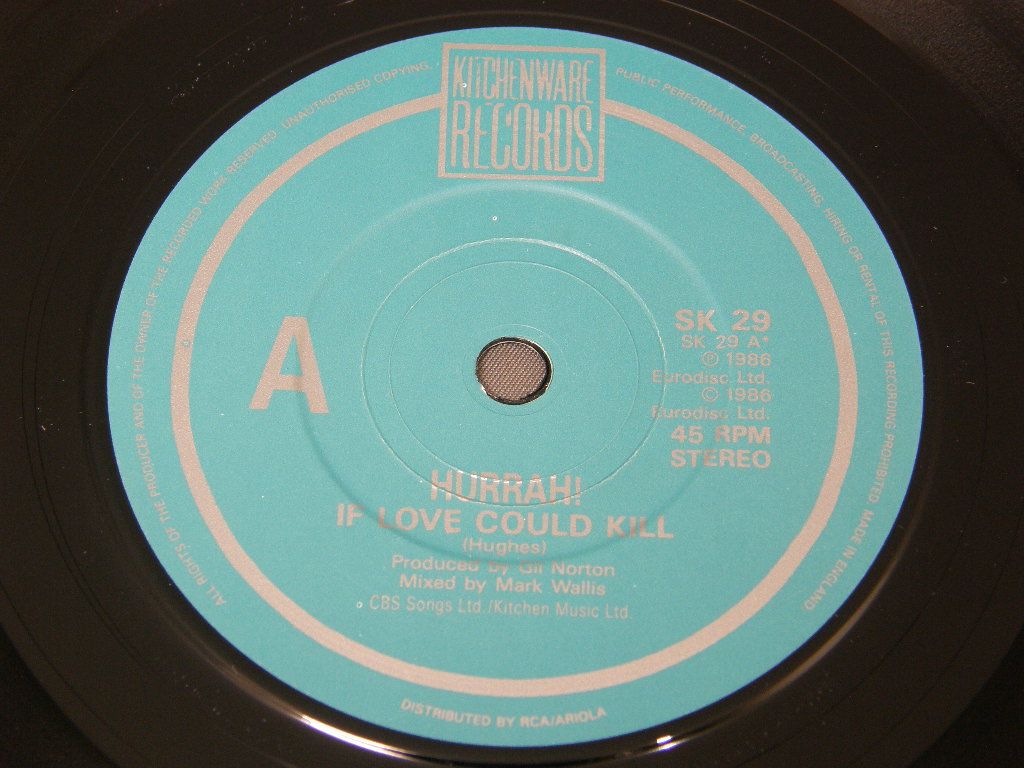 KITCHENWARE
RECORDS
ALL RIGHTS OF THE PRODUCER AND OF THE OWNER OF THE RECORDED WORK RESERVED. UNAUTHORISED COPYING,
PUBLIC PERFORMANCE, BROADCASTING, HIRING OR RENTAL OF THIS RECORDING PROHIBITED. MADE IN ENGLAND
A
SK 29
SK 29 A*
℗ 1986
Eurodisc Ltd.
© 1986
Eurodisc Ltd.
45 RPM
STEREO
HURRAH!
IF LOVE COULD KILL
(Hughes)
Produced by Gil Norton
Mixed by Mark Wallis
CBS Songs Ltd./Kitchen Music Ltd.
DISTRIBUTED BY RCA/ARIOLA